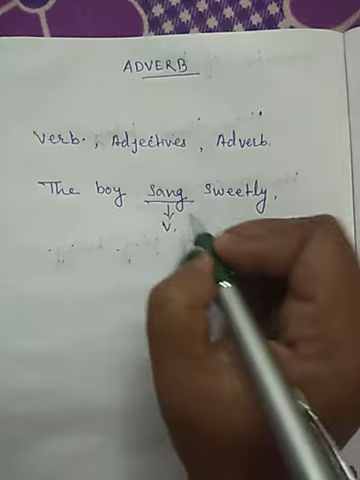 ADVERB
Verb. , Adjectives , Adverb.
The boy sang sweetly.
V.